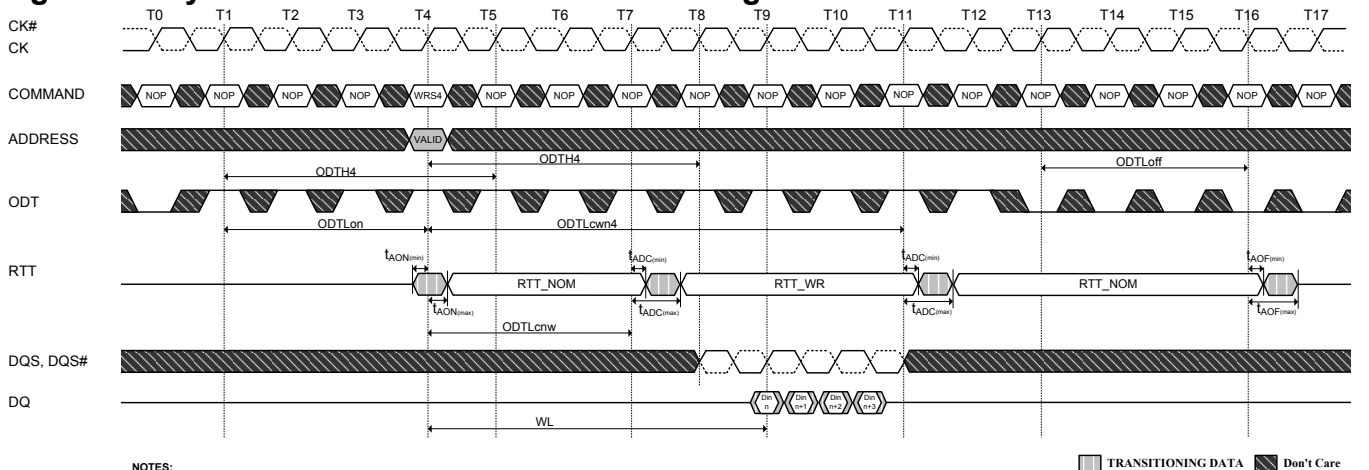 T0 T1 T2 T3 T4 T5 T6 T7 T8 T9 T10 T11 T12 T13 T14 T15 T16 T17
CK#
CK
COMMAND NOP NOP NOP NOP WRS4 NOP NOP NOP NOP NOP NOP NOP NOP NOP NOP NOP NOP NOP
ADDRESS VALID
ODTH4 ODTLoff
ODTH4
ODT
ODTLon ODTLcwn4
tAON(min) tADC(min) tADC(min) tAOF(min)
RTT RTT_NOM RTT_WR RTT_NOM
tAON(max) tADC(max) tADC(max) tAOF(max)
ODTLcnw
DQS, DQS#
DQ Din n Din n+1 Din n+2 Din n+3
WL
NOTES: TRANSITIONING DATA Don't Care